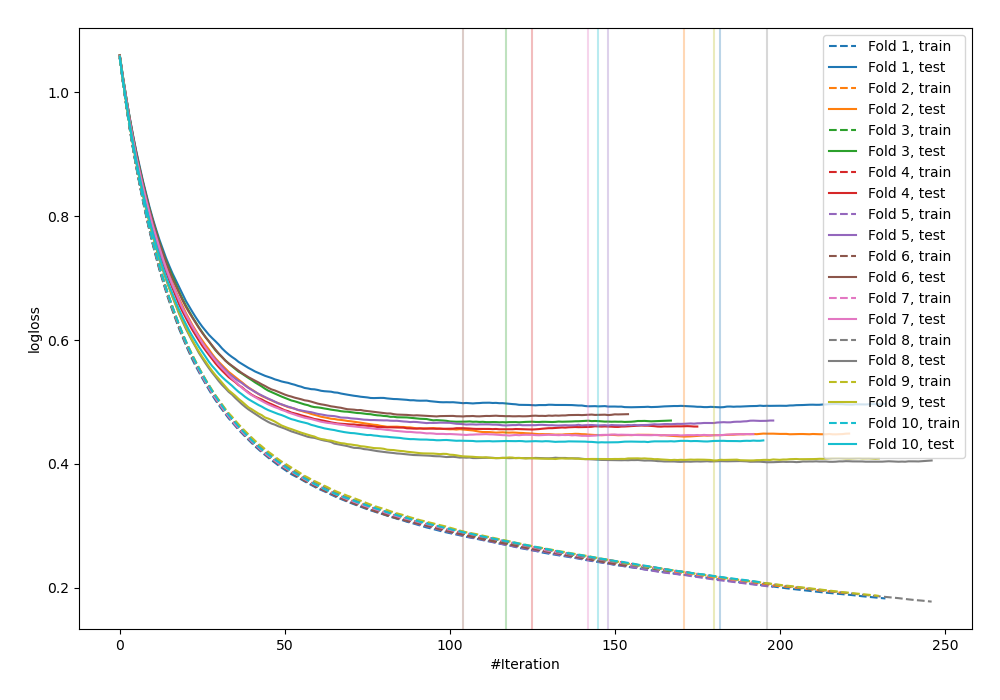 1.0
0.8
0.6
0.4
0.2
logloss
0
50
100
150
200
250
#Iteration
Fold 1, train
Fold 1, test
Fold 2, train
Fold 2, test
Fold 3, train
Fold 3, test
Fold 4, train
Fold 4, test
Fold 5, train
Fold 5, test
Fold 6, train
Fold 6, test
Fold 7, train
Fold 7, test
Fold 8, train
Fold 8, test
Fold 9, train
Fold 9, test
Fold 10, train
Fold 10, test